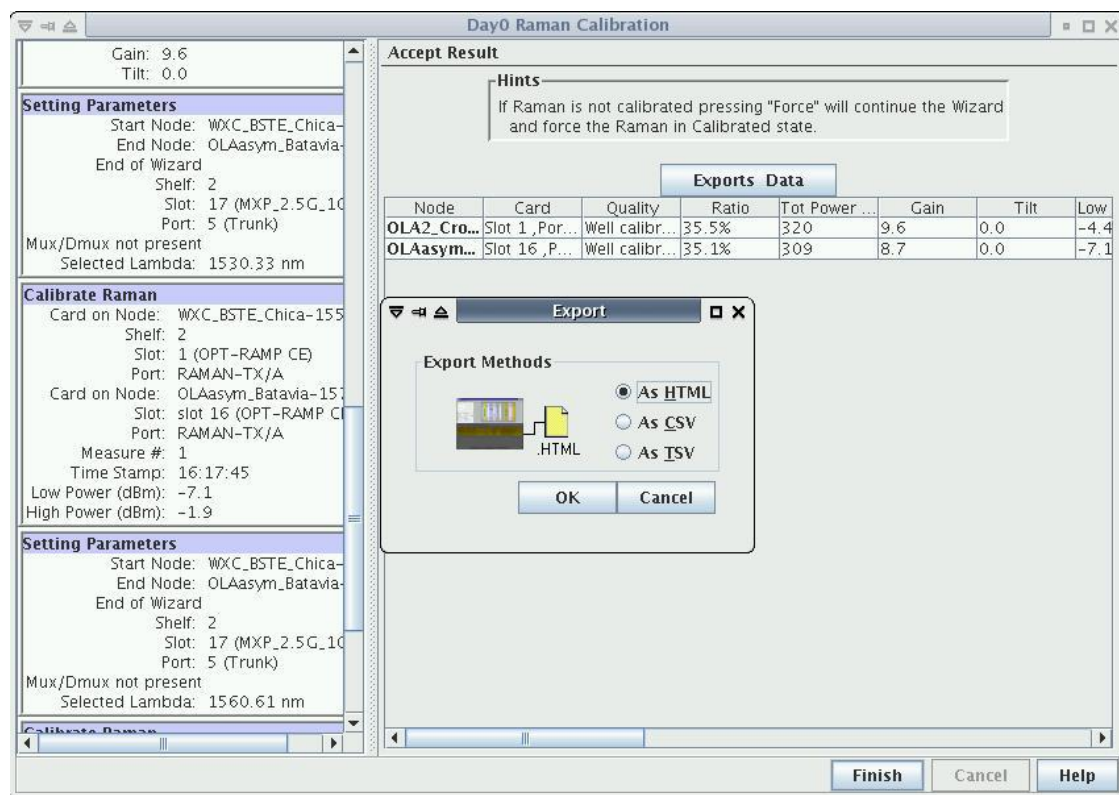 Day0 Raman Calibration
Gain: 9.6
Tilt: 0.0
Setting Parameters
Start Node: WXC_BSTE_Chica-
End Node: OLAasym_Batavia-
End of Wizard
Shelf: 2
Slot: 17 (MXP_2.5G_10
Port: 5 (Trunk)
Mux/Dmux not present
Selected Lambda: 1530.33 nm
Calibrate Raman
Card on Node: WXC_BSTE_Chica-155
Shelf: 2
Slot: 1 (OPT-RAMP CE)
Port: RAMAN-TX/A
Card on Node: OLAasym_Batavia-157
Slot: slot 16 (OPT-RAMP CE
Port: RAMAN-TX/A
Measure #: 1
Time Stamp: 16:17:45
Low Power (dBm): -7.1
High Power (dBm): -1.9
Setting Parameters
Start Node: WXC_BSTE_Chica-
End Node: OLAasym_Batavia-
End of Wizard
Shelf: 2
Slot: 17 (MXP_2.5G_10
Port: 5 (Trunk)
Mux/Dmux not present
Selected Lambda: 1560.61 nm
Calibrate Raman
Accept Result
Hints
If Raman is not calibrated pressing "Force" will continue the Wizard
and force the Raman in Calibrated state.
Exports Data
Node Card Quality Ratio Tot Power ... Gain Tilt Low
OLA2_Cro... Slot 1 ,Por... Well calibr... 35.5% 320 9.6 0.0 -4.4
OLAasym... Slot 16 ,P... Well calibr... 35.1% 309 8.7 0.0 -7.1
Export
Export Methods
As HTML
As CSV
As TSV
.HTML
OK Cancel
Finish Cancel Help